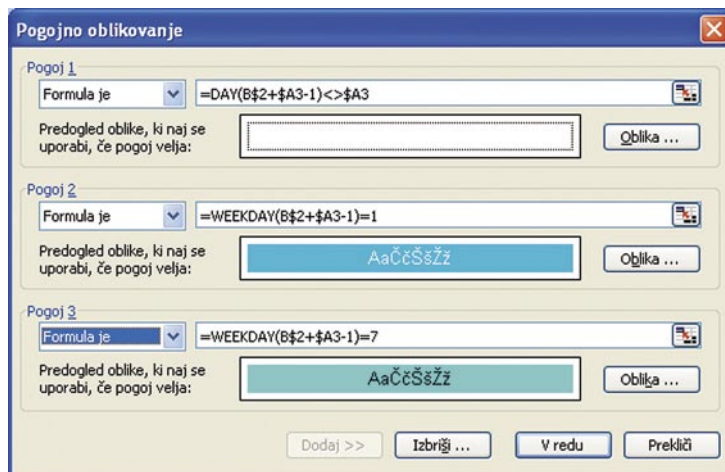 Pogojno oblikovanje
Pogoj 1
Formula je
=DAY(B$2+$A3-1)<>$A3
Predogled oblike, ki naj se
uporabi, če pogoj velja:
Oblika ...
Pogoj 2
Formula je
=WEEKDAY(B$2+$A3-1)=1
Predogled oblike, ki naj se
uporabi, če pogoj velja:
AaČčŠšŽž
Oblika ...
Pogoj 3
Formula je
=WEEKDAY(B$2+$A3-1)=7
Predogled oblike, ki naj se
uporabi, če pogoj velja:
AaČčŠšŽž
Oblika ...
Dodaj >>
Izbriši ...
V redu
Prekliči